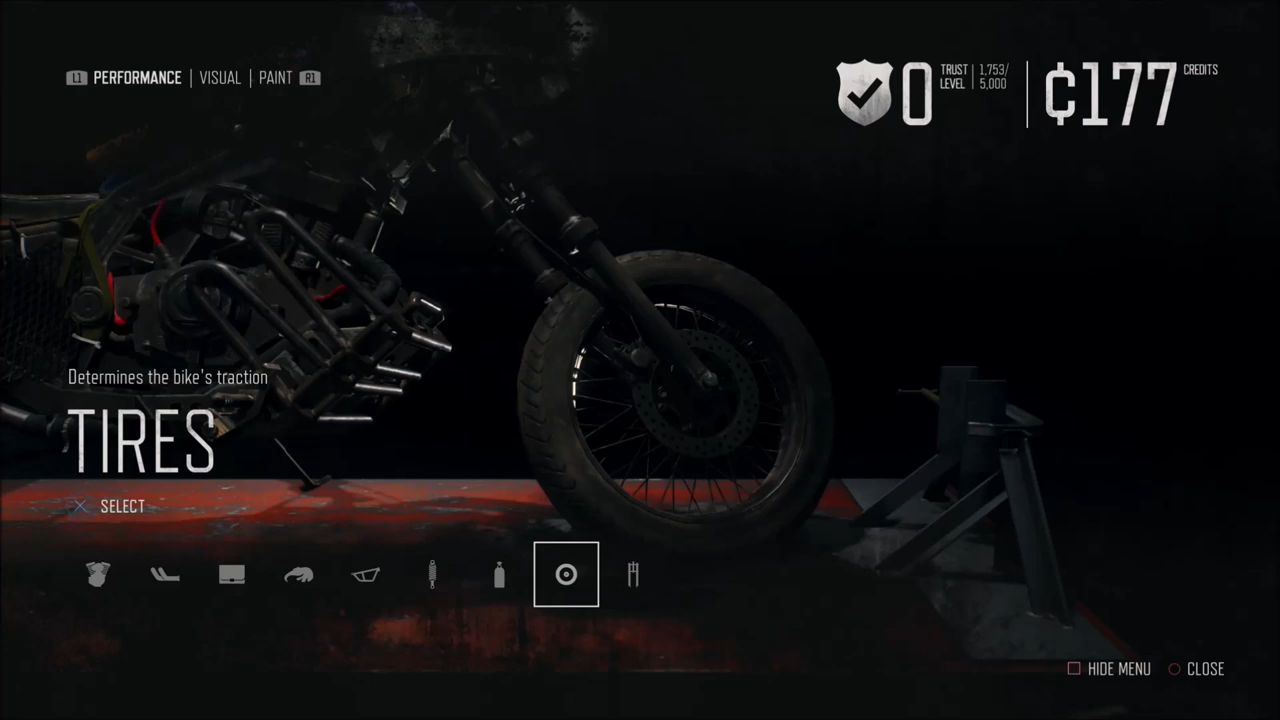 L1 PERFORMANCE | VISUAL | PAINT R1
0 TRUST LEVEL | 1,753/5,000 | ¢177 CREDITS
Determines the bike's traction
TIRES
SELECT
HIDE MENU CLOSE